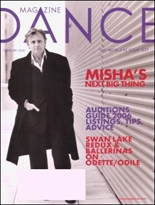 MAGAZINE
DANCE
MISHA'S
NEXT BIG THING
AUDITIONS
GUIDE 2006
LISTINGS, TIPS,
ADVICE
SWAN LAKE
REDUX &
BALLERINAS
ON
ODETTE/ODILE